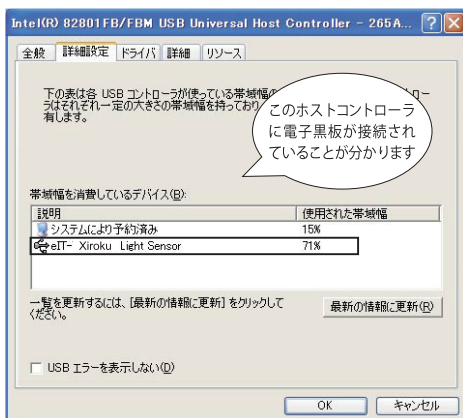 Intel(R) 82801FB/FBM USB Universal Host Controller - 265A...
全般 詳細設定 ドライバ 詳細 リソース
下の表は各 USB コントローラが使っている帯域幅の
ロー
ラはそれぞれ一定の大きさの帯域幅を持っており
有します。
このホストコントローラ
に電子黒板が接続され
ていることが分かります
帯域幅を消費しているデバイス(B):
説明 使用された帯域幅
システムにより予約済み 15%
eIT- Xiroku Light Sensor 71%
一覧を更新するには、[最新の情報に更新] をクリックして
ください。
最新の情報に更新(R)
USB エラーを表示しない(D)
OK キャンセル